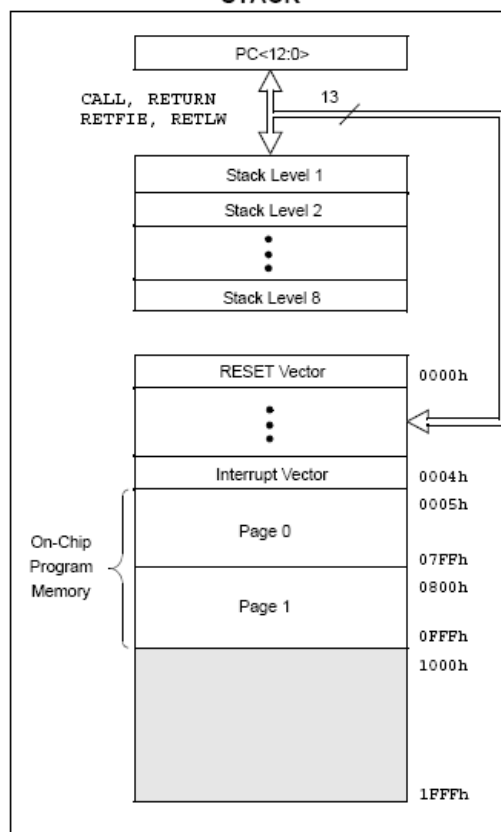 STACK
PC<12:0>
CALL, RETURN
RETFIE, RETLW
13
Stack Level 1
Stack Level 2
Stack Level 8
RESET Vector
0000h
Interrupt Vector
0004h
0005h
On-Chip
Program
Memory
Page 0
07FFh
0800h
Page 1
0FFFh
1000h
1FFFh